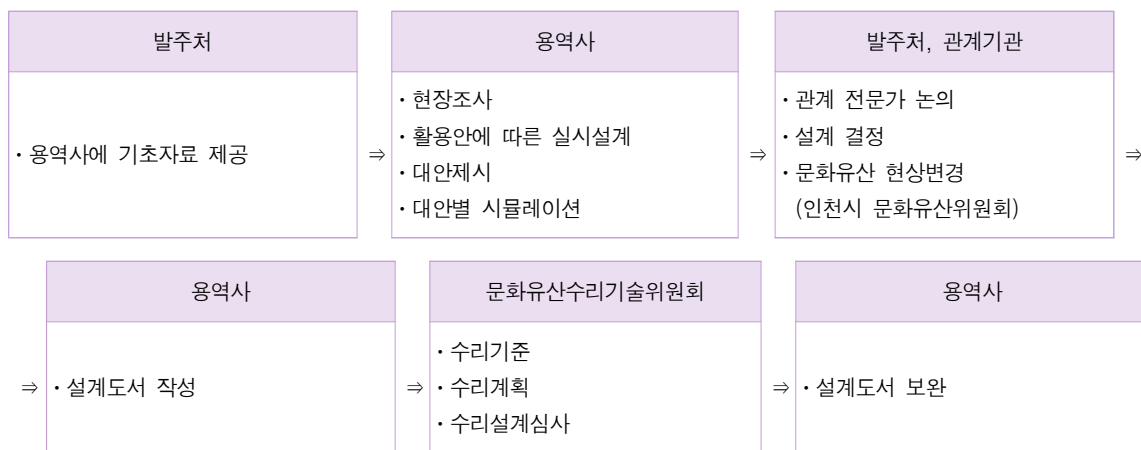 발주처
용역사
발주처, 관계기관
· 용역사에 기초자료 제공
⇒
· 현장조사
· 활용안에 따른 실시설계
· 대안제시
· 대안별 시뮬레이션
⇒
· 관계 전문가 논의
· 설계 결정
· 문화유산 현상변경
(인천시 문화유산위원회)
⇒
용역사
문화유산수리기술위원회
용역사
⇒
· 설계도서 작성
⇒
· 수리기준
· 수리계획
· 수리설계심사
⇒
· 설계도서 보완